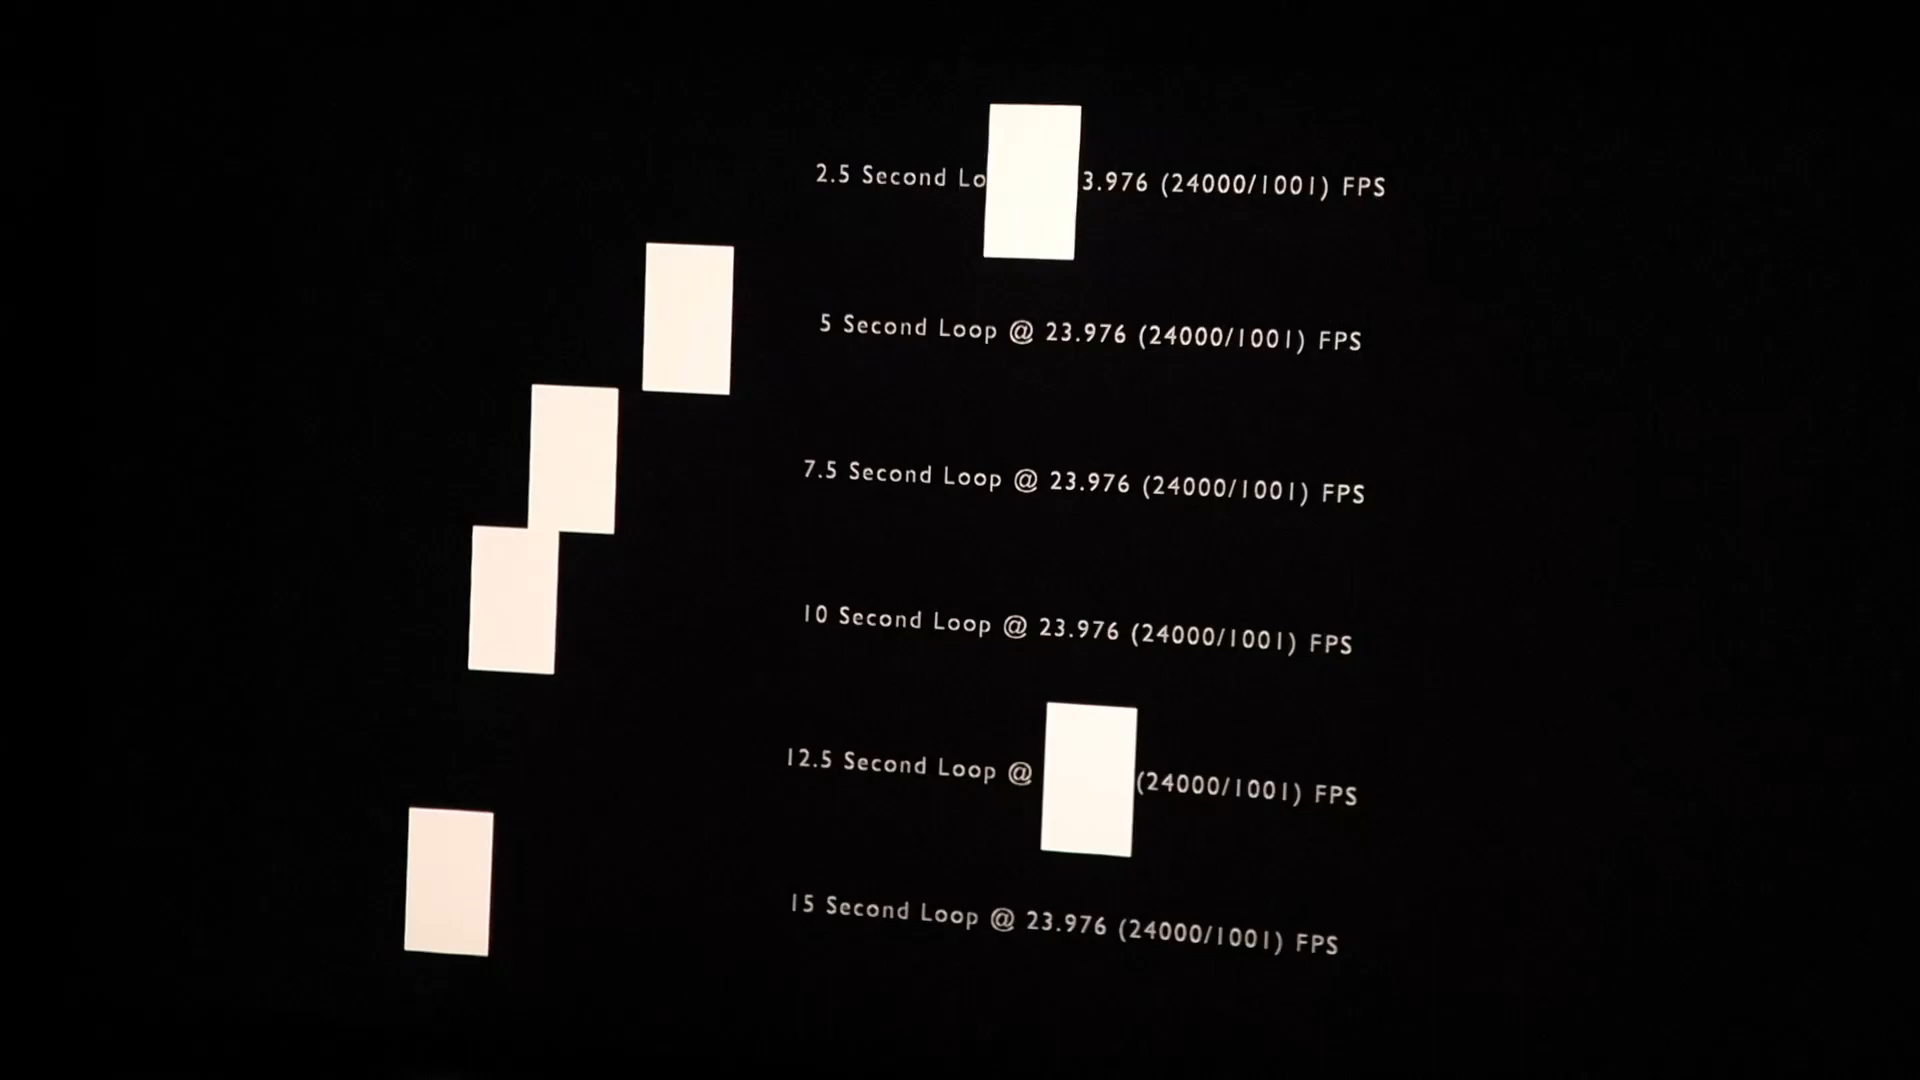 2.5 Second Lo 3.976 (24000/1001) FPS
5 Second Loop @ 23.976 (24000/1001) FPS
7.5 Second Loop @ 23.976 (24000/1001) FPS
10 Second Loop @ 23.976 (24000/1001) FPS
12.5 Second Loop @ (24000/1001) FPS
15 Second Loop @ 23.976 (24000/1001) FPS